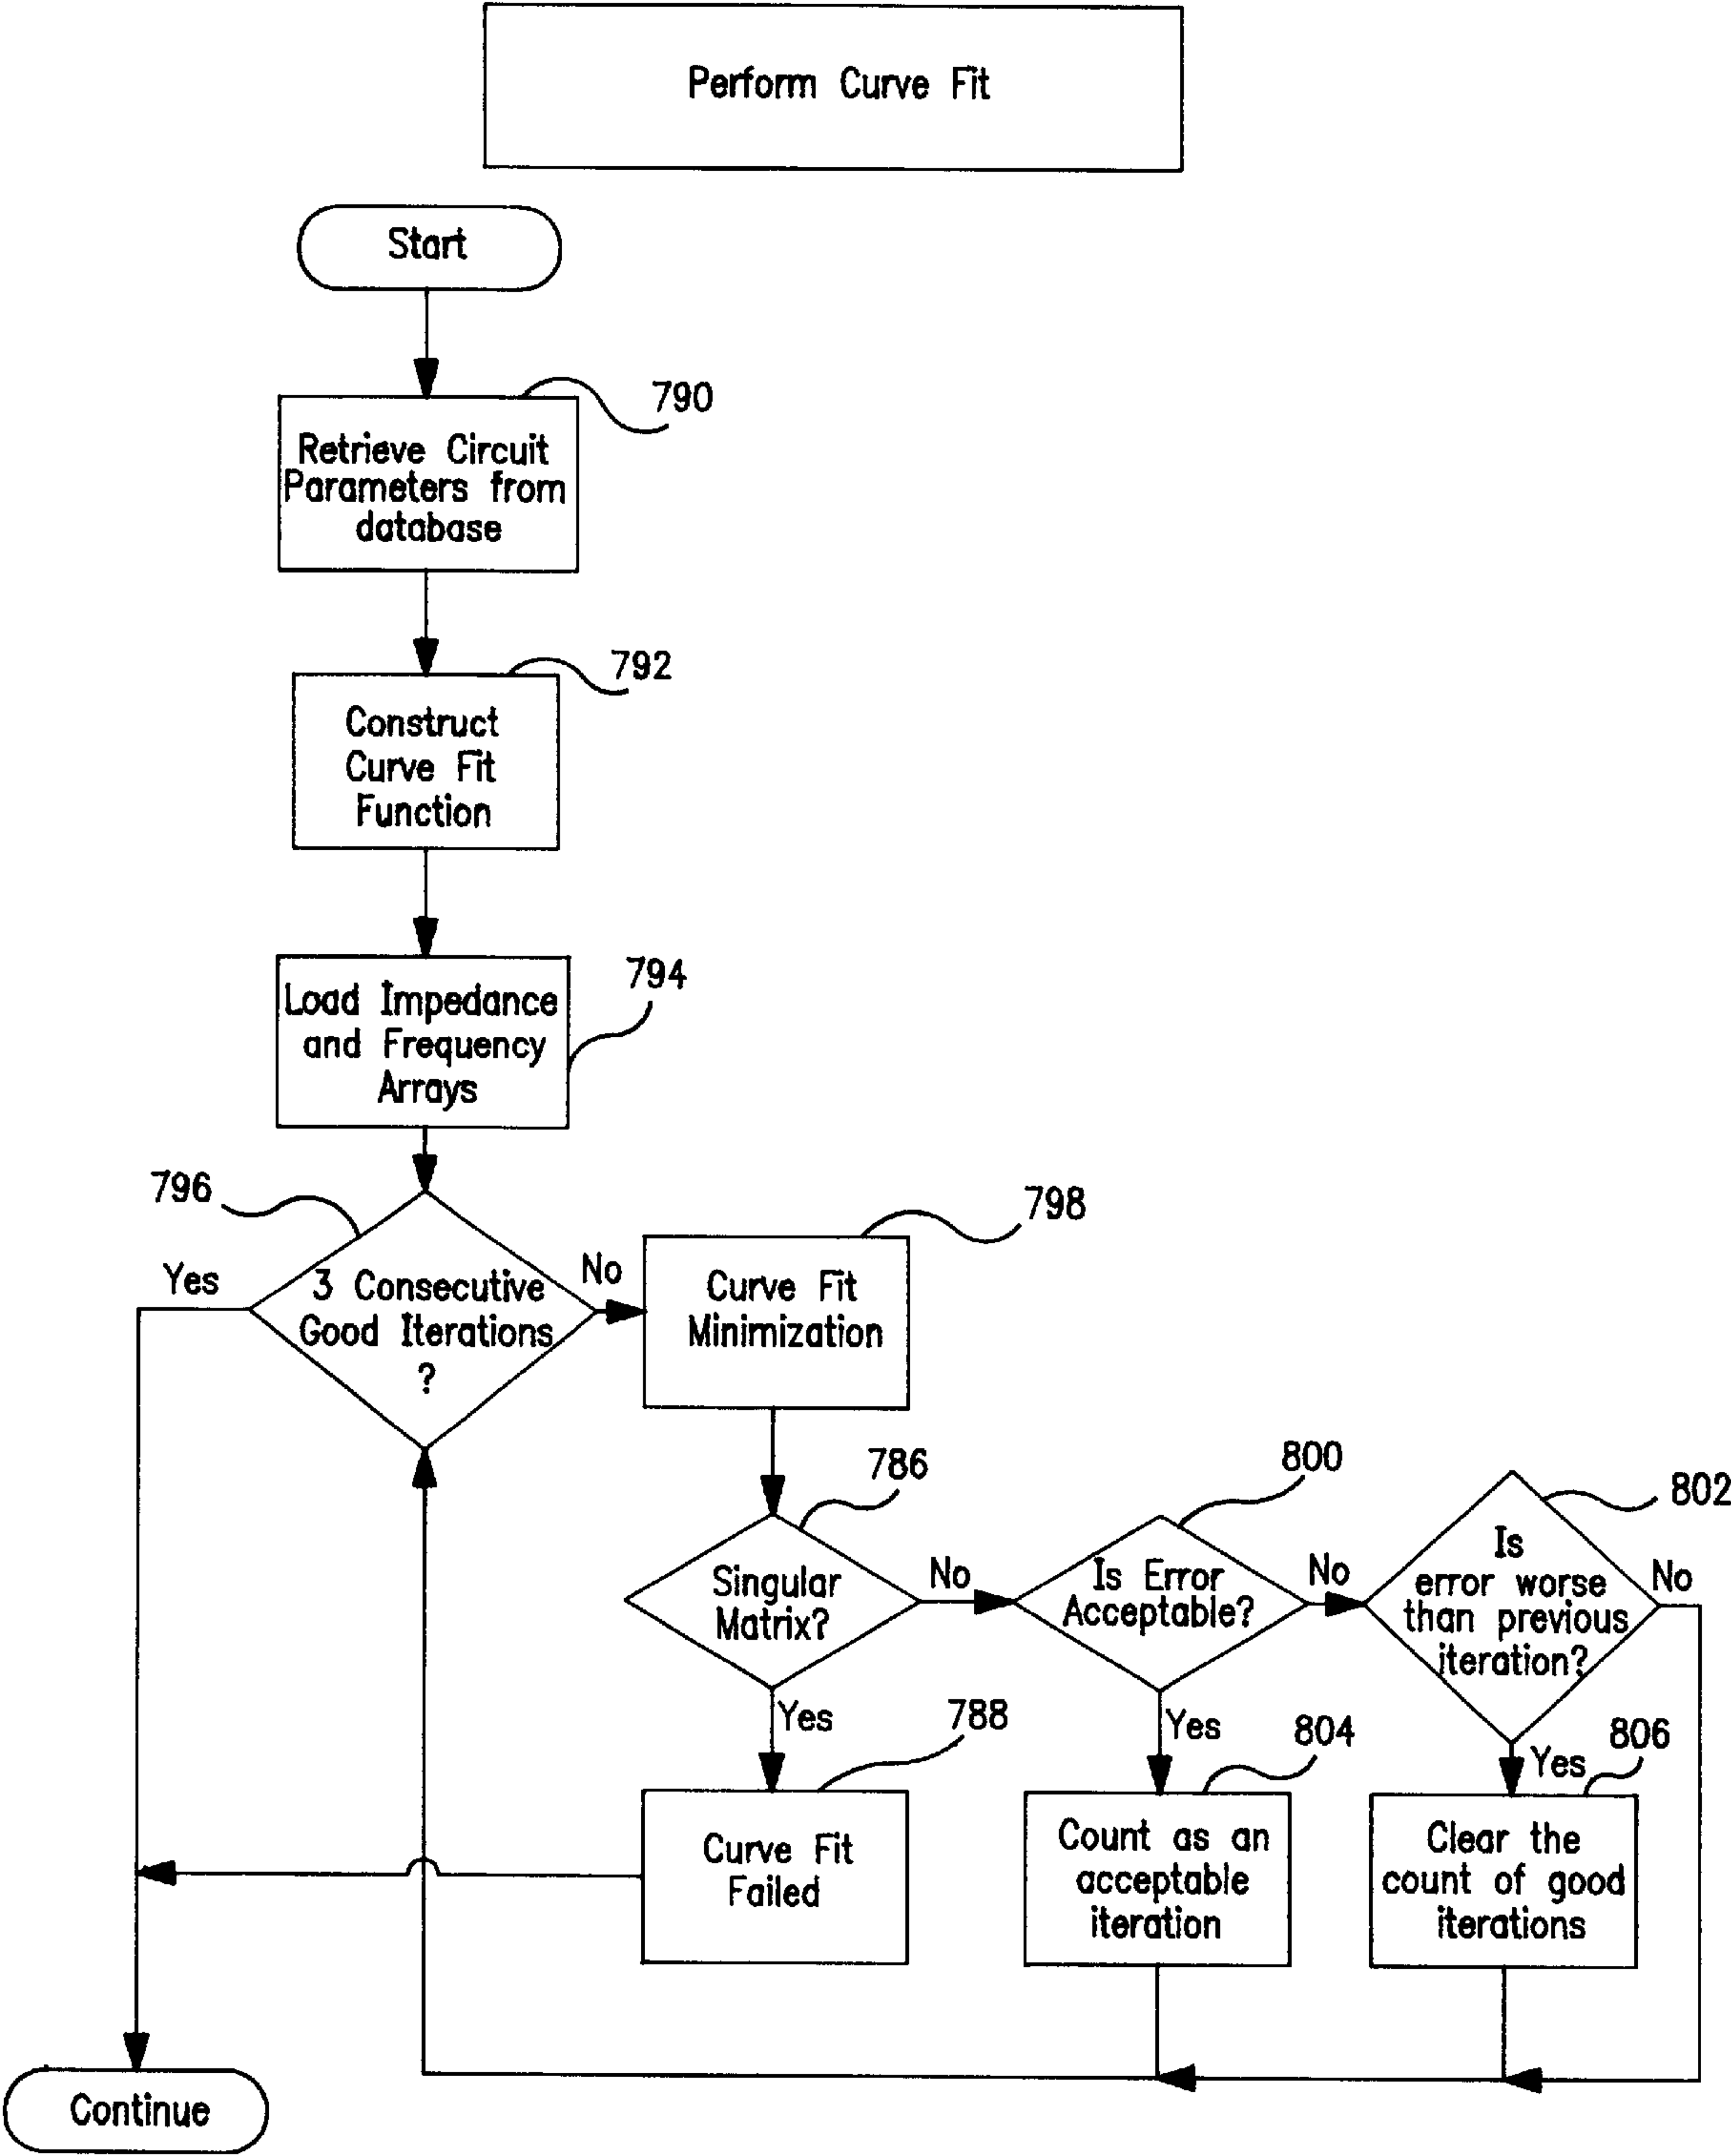 Perform Curve Fit
Start
790
Retrieve Circuit
Parameters from
database
792
Construct
Curve Fit
Function
794
Load Impedance
and Frequency
Arrays
796
Yes
3 Consecutive
Good Iterations
?
No
798
Curve Fit
Minimization
786
Singular
Matrix?
No
800
Is Error
Acceptable?
No
802
Is
error worse
than previous
iteration?
No
Yes
788
Curve Fit
Failed
Yes
804
Count as an
acceptable
iteration
Yes
806
Clear the
count of good
iterations
Continue